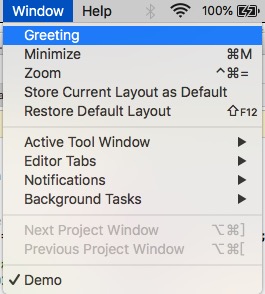 Window Help 100%
Greeting
Minimize ⌘M
Zoom ^⌘=
Store Current Layout as Default
Restore Default Layout ⇧F12
Active Tool Window ▶
Editor Tabs ▶
Notifications ▶
Background Tasks ▶
Next Project Window ⌥⌘]
Previous Project Window ⌥⌘[
✓ Demo